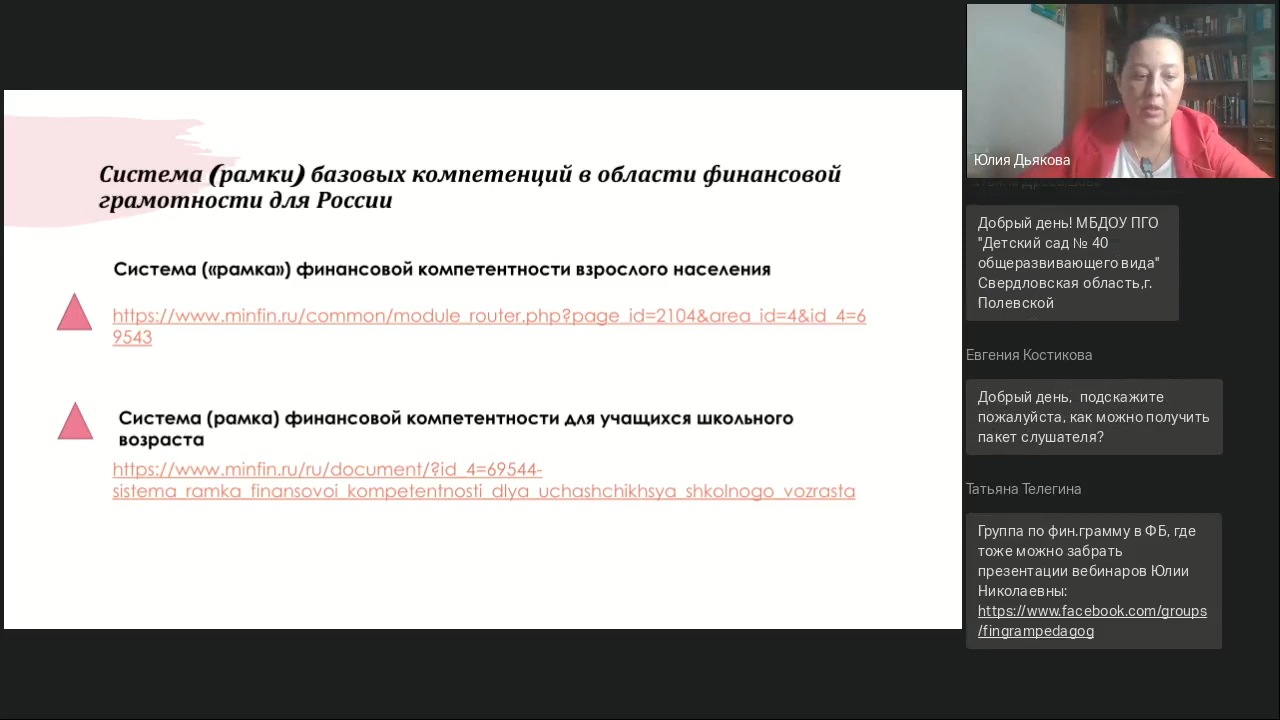 Система (рамки) базовых компетенций в области финансовой
грамотности для России
Система («рамка») финансовой компетентности взрослого населения
https://www.minfin.ru/common/module_router.php?page_id=2104&area_id=4&id_4=6
9543
Система (рамка) финансовой компетентности для учащихся школьного
возраста
https://www.minfin.ru/ru/document/?id_4=69544-
sistema_ramka_finansovoi_kompetentnosti_dlya_uchashchikhsya_shkolnogo_vozrasta
Юлия Дьякова
Добрый день! МБДОУ ПГО
"Детский сад № 40
общеразвивающего вида"
Свердловская область,г.
Полевской
Евгения Костикова
Добрый день,  подскажите
пожалуйста, как можно получить
пакет слушателя?
Татьяна Телегина
Группа по фин.грамму в ФБ, где
тоже можно забрать
презентации вебинаров Юлии
Николаевны:
https://www.facebook.com/groups
/fingrampedagog